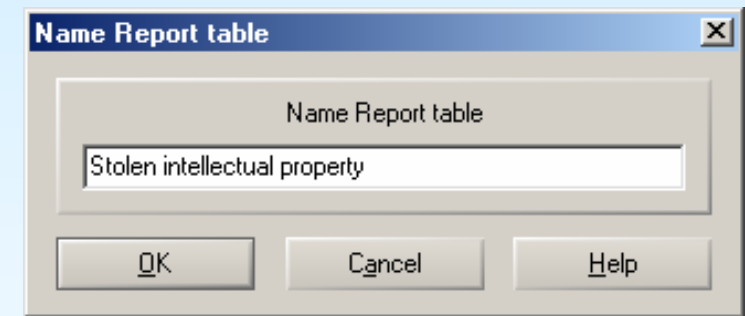 Name Report table
Name Report table
Stolen intellectual property
OK Cancel Help